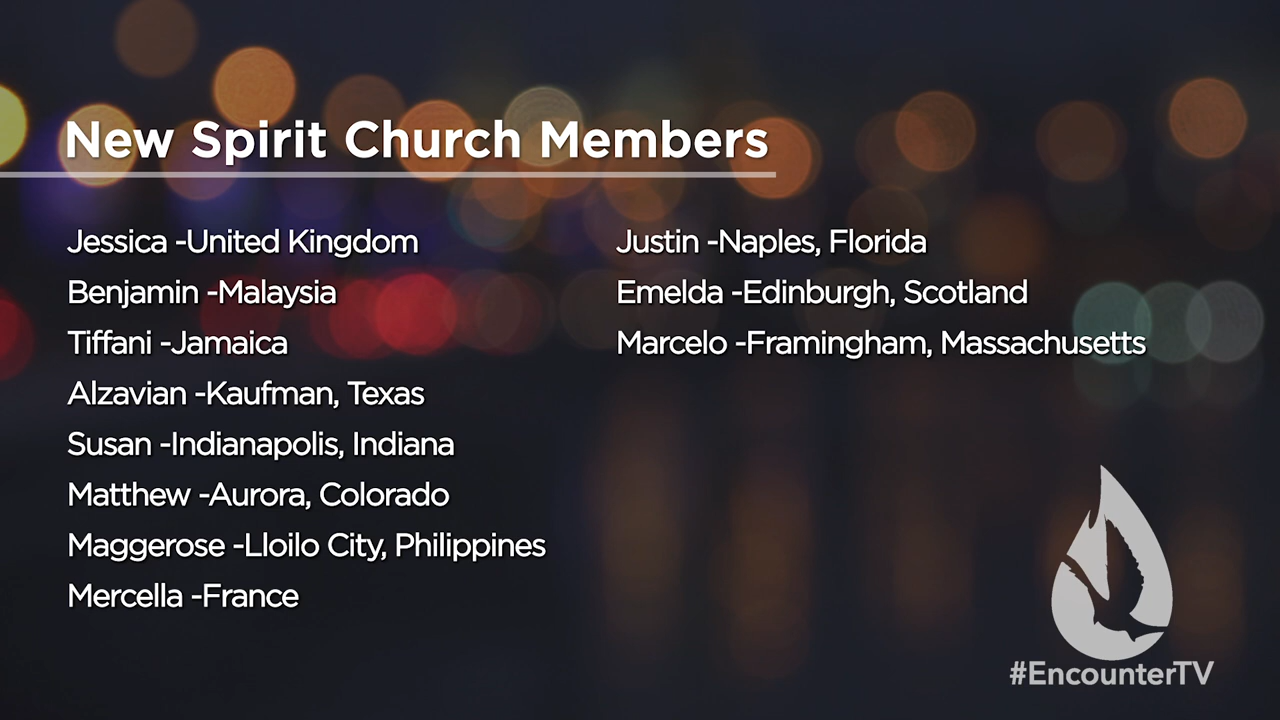 New Spirit Church Members
Jessica -United Kingdom
Benjamin -Malaysia
Tiffani -Jamaica
Alzavian -Kaufman, Texas
Susan -Indianapolis, Indiana
Matthew -Aurora, Colorado
Maggerose -Lloilo City, Philippines
Mercella -France
Justin -Naples, Florida
Emelda -Edinburgh, Scotland
Marcelo -Framingham, Massachusetts
#EncounterTV